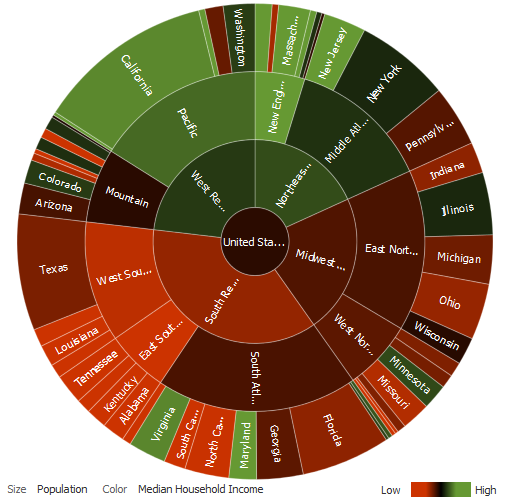 United Sta...
Northeas...
Midwest...
South Re...
West Re...
New Engl...
Middle Atl...
East Nort...
West Nor...
South Atl...
East Sout...
West Sou...
Mountain
Pacific
Massach...
New Jersey
New York
Pennsylv...
Indiana
Illinois
Michigan
Ohio
Wisconsin
Minnesota
Missouri
Florida
Georgia
Maryland
North Ca...
South Ca...
Virginia
Alabama
Kentucky
Tennessee
Louisiana
Texas
Arizona
Colorado
California
Washington
Size Population Color Median Household Income Low High